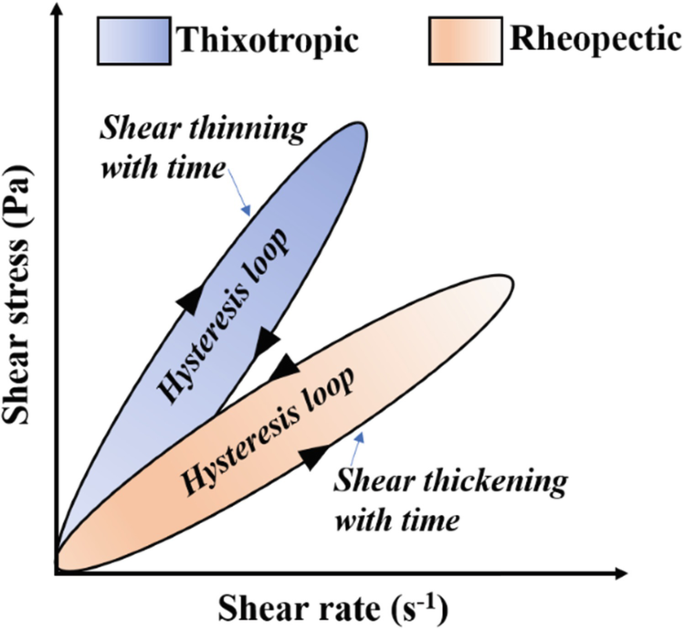 Thixotropic
Rheopectic
Shear thinning
with time
Hysteresis loop
Hysteresis loop
Shear thickening
with time
Shear stress (Pa)
Shear rate (s⁻¹)